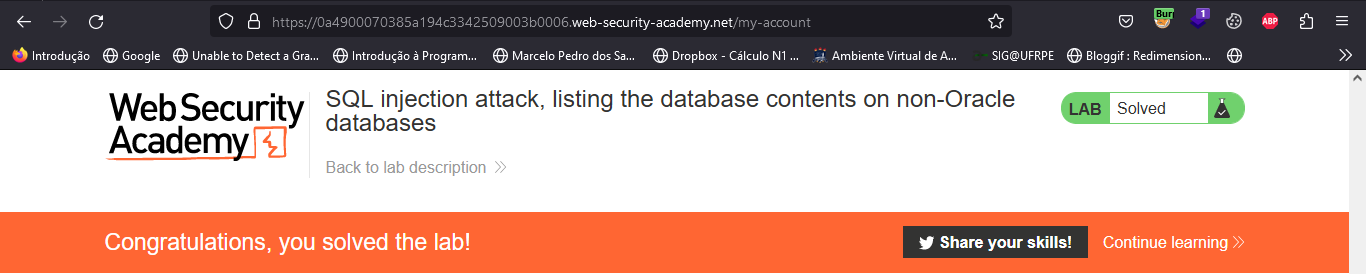 https://0a4900070385a194c3342509003b0006.web-security-academy.net/my-account
Burp
1
ABP
Introdução Google Unable to Detect a Gra... Introdução à Program... Marcelo Pedro dos Sa... Dropbox - Cálculo N1 ... Ambiente Virtual de A... SIG@UFRPE Bloggif : Redimension...
Web Security
Academy
SQL injection attack, listing the database contents on non-Oracle
databases
Back to lab description
LAB Solved
Congratulations, you solved the lab!
Share your skills!
Continue learning